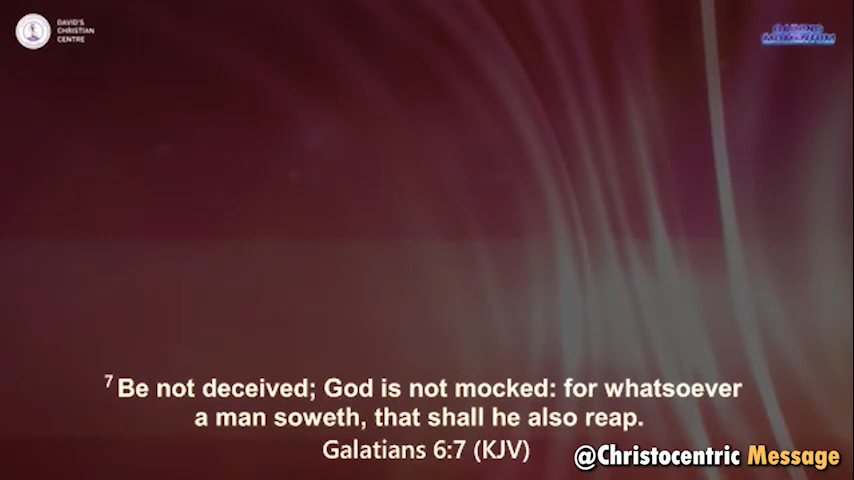 DAVID'S
CHRISTIAN
CENTRE
MOMENTUM
7 Be not deceived; God is not mocked: for whatsoever
a man soweth, that shall he also reap.
Galatians 6:7 (KJV)
@Christocentric Message